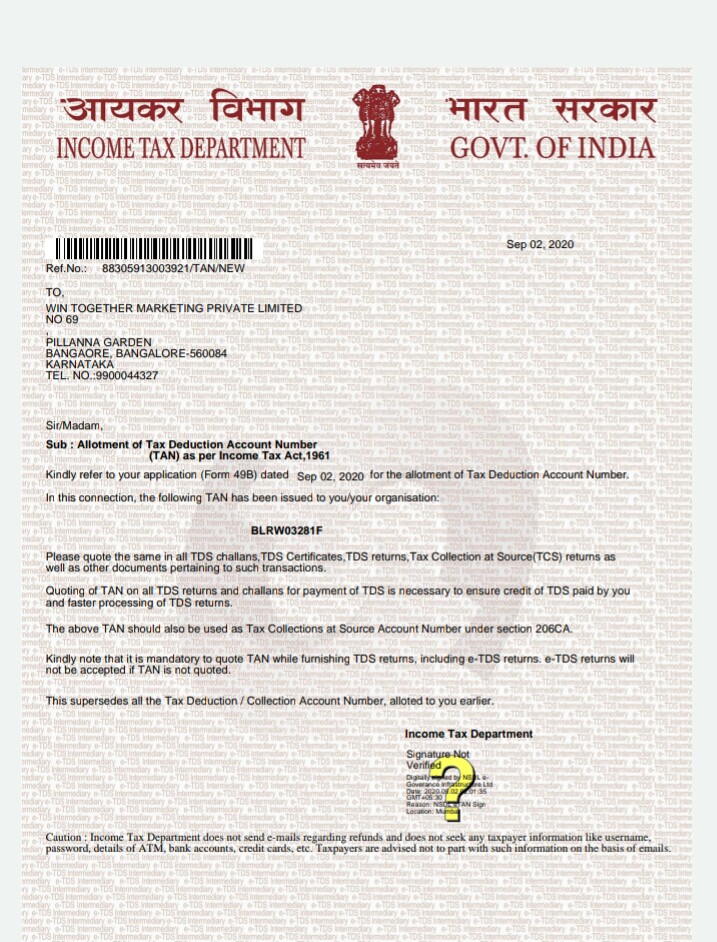 आयकर विभाग
INCOME TAX DEPARTMENT
सत्यमेव जयते
भारत सरकार
GOVT. OF INDIA
Sep 02, 2020
Ref.No.: 88305913003921/TAN/NEW
TO,
WIN TOGETHER MARKETING PRIVATE LIMITED
NO 69
,
PILLANNA GARDEN
BANGAORE, BANGALORE-560084
KARNATAKA
TEL. NO.:9900044327
Sir/Madam,
Sub : Allotment of Tax Deduction Account Number
(TAN) as per Income Tax Act,1961
Kindly refer to your application (Form 49B) dated Sep 02, 2020 for the allotment of Tax Deduction Account Number.
In this connection, the following TAN has been issued to you/your organisation:
BLRW03281F
Please quote the same in all TDS challans,TDS Certificates,TDS returns,Tax Collection at Source(TCS) returns as
well as other documents pertaining to such transactions.
Quoting of TAN on all TDS returns and challans for payment of TDS is necessary to ensure credit of TDS paid by you
and faster processing of TDS returns.
The above TAN should also be used as Tax Collections at Source Account Number under section 206CA.
Kindly note that it is mandatory to quote TAN while furnishing TDS returns, including e-TDS returns. e-TDS returns will
not be accepted if TAN is not quoted.
This supersedes all the Tax Deduction / Collection Account Number, alloted to you earlier.
Income Tax Department
Signature Not
Verified
?
Digitally by NSDL e-
Goverance Infrastructure Ltd
Date: 2020.
GMT+05:30
Reason: NSDL eTAN Sign
Location: Mumbai
Caution : Income Tax Department does not send e-mails regarding refunds and does not seek any taxpayer information like username,
password, details of ATM, bank accounts, credit cards, etc. Taxpayers are advised not to part with such information on the basis of emails.